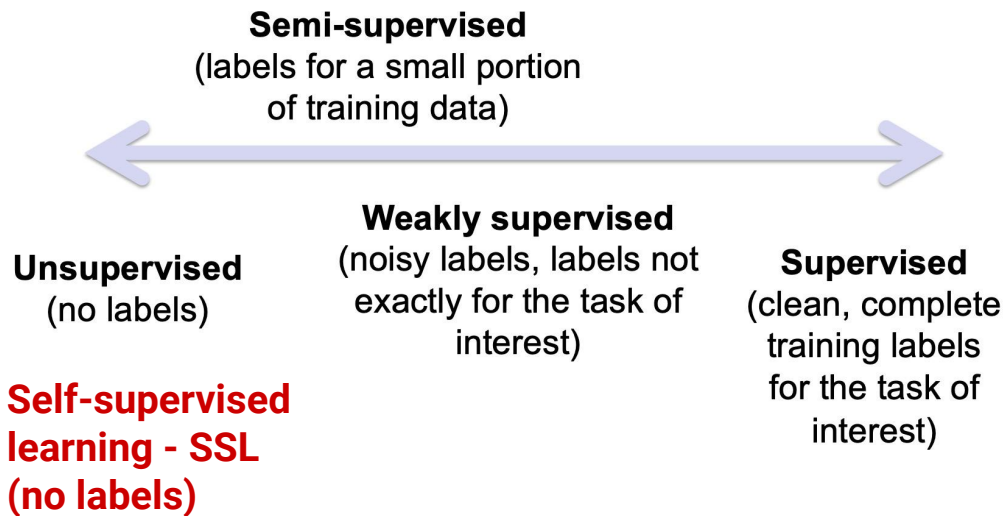 Semi-supervised
(labels for a small portion
of training data)
Unsupervised
(no labels)
Weakly supervised
(noisy labels, labels not
exactly for the task of
interest)
Supervised
(clean, complete
training labels
for the task of
interest)
Self-supervised
learning - SSL
(no labels)